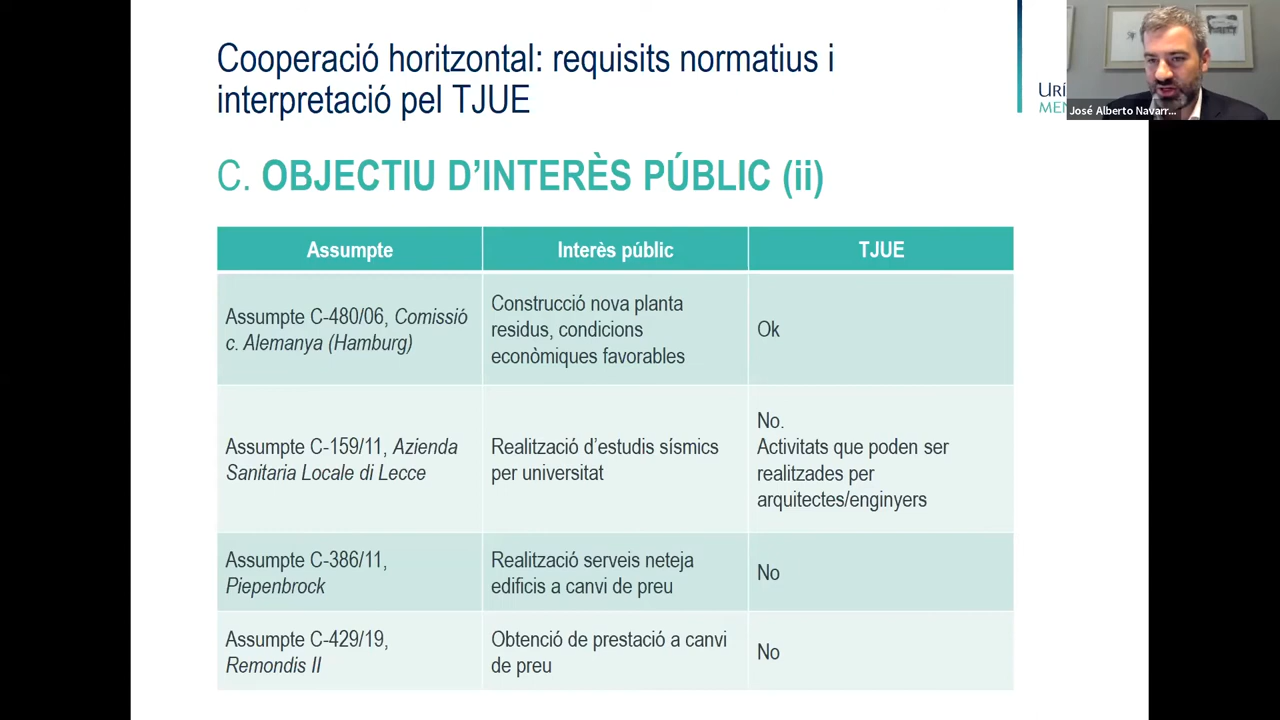 Cooperació horitzontal: requisits normatius i
interpretació pel TJUE
José Alberto Navarr...
C. OBJECTIU D'INTERÈS PÚBLIC (ii)
Assumpte
Interès públic
TJUE
Assumpte C-480/06, Comissió
c. Alemanya (Hamburg)
Construcció nova planta
residus, condicions
econòmiques favorables
Ok
Assumpte C-159/11, Azienda
Sanitaria Locale di Lecce
Realització d'estudis sísmics
per universitat
No.
Activitats que poden ser
realitzades per
arquitectes/enginyers
Assumpte C-386/11,
Piepenbrock
Realització serveis neteja
edificis a canvi de preu
No
Assumpte C-429/19,
Remondis II
Obtenció de prestació a canvi
de preu
No